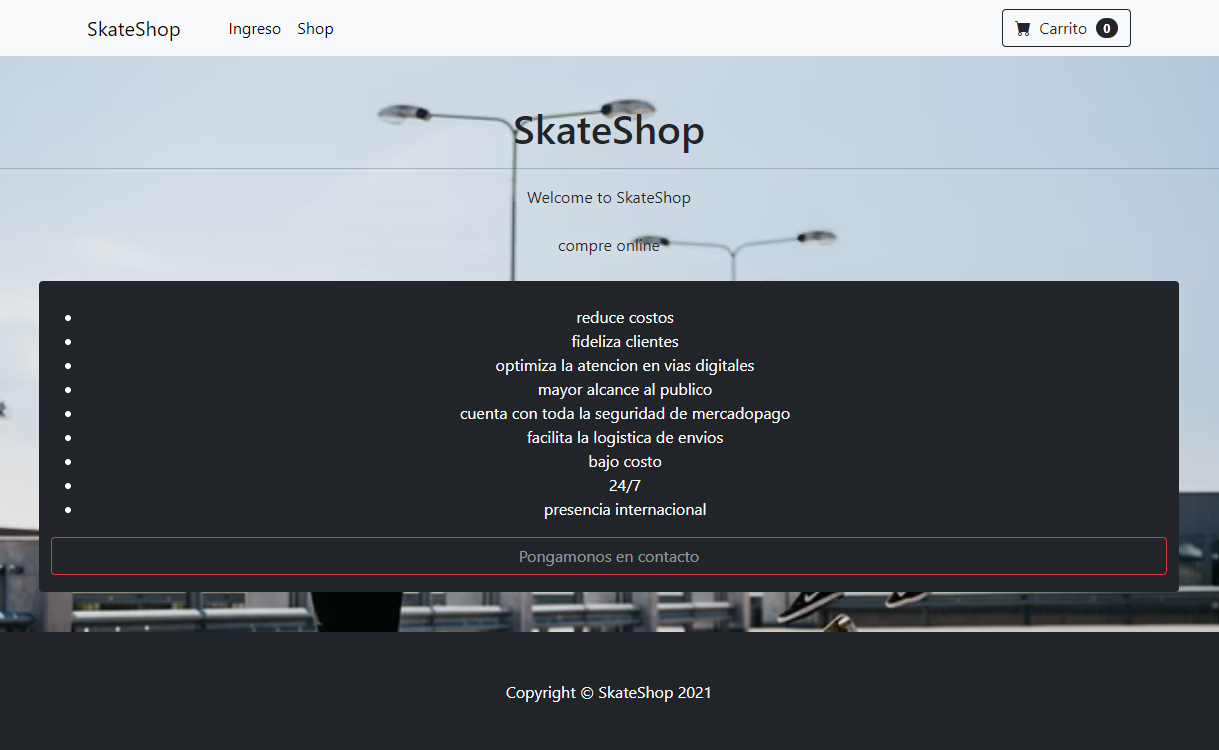 SkateShop Ingreso Shop Carrito 0
SkateShop
Welcome to SkateShop
compre online
reduce costos
fideliza clientes
optimiza la atencion en vias digitales
mayor alcance al publico
cuenta con toda la seguridad de mercadopago
facilita la logistica de envios
bajo costo
24/7
presencia internacional
Pongamonos en contacto
Copyright © SkateShop 2021